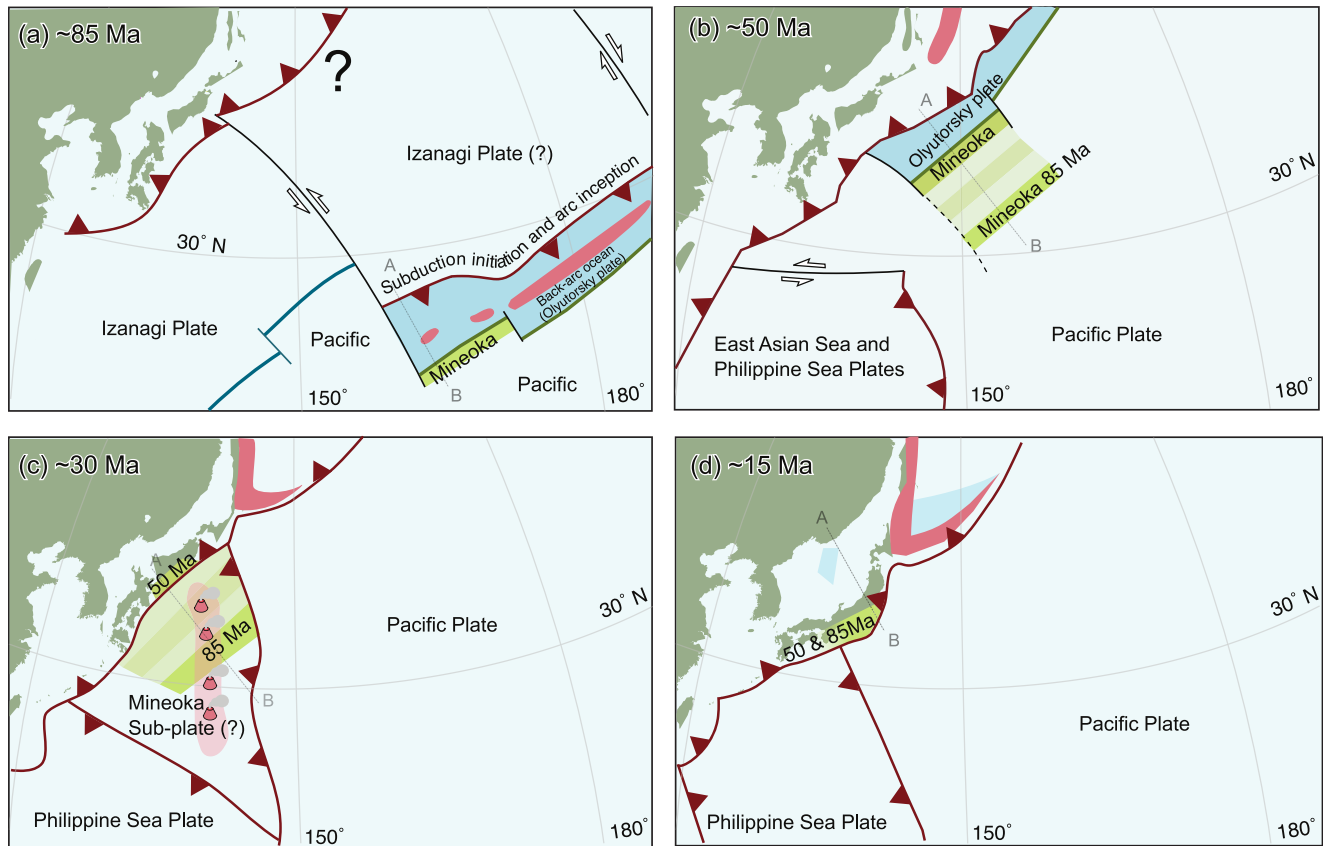 (a) ~85 Ma
?
Izanagi Plate (?)
30° N
A
Subduction initiation and arc inception
Back-arc ocean
(Olyutorsky plate)
Izanagi Plate
Pacific
Mineoka
Pacific
B
150°
180°
(b) ~50 Ma
A
Olyutorsky plate
Mineoka
Mineoka 85 Ma
30° N
B
East Asian Sea and
Philippine Sea Plates
Pacific Plate
150°
180°
(c) ~30 Ma
A
50 Ma
85 Ma
30° N
Pacific Plate
Mineoka
Sub-plate (?)
B
Philippine Sea Plate
150°
180°
(d) ~15 Ma
A
30° N
50 & 85Ma
B
Pacific Plate
Philippine Sea Plate
150°
180°